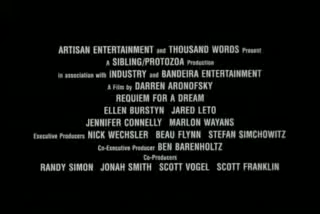 ARTISAN ENTERTAINMENT and THOUSAND WORDS Present
A SIBLING/PROTOZOA Production
in association with INDUSTRY and BANDEIRA ENTERTAINMENT
A Film by DARREN ARONOFSKY
REQUIEM FOR A DREAM
ELLEN BURSTYN JARED LETO
JENNIFER CONNELLY MARLON WAYANS
Executive Producers NICK WECHSLER BEAU FLYNN STEFAN SIMCHOWITZ
Co-Executive Producer BEN BARENHOLTZ
Co-Producers
RANDY SIMON JONAH SMITH SCOTT VOGEL SCOTT FRANKLIN